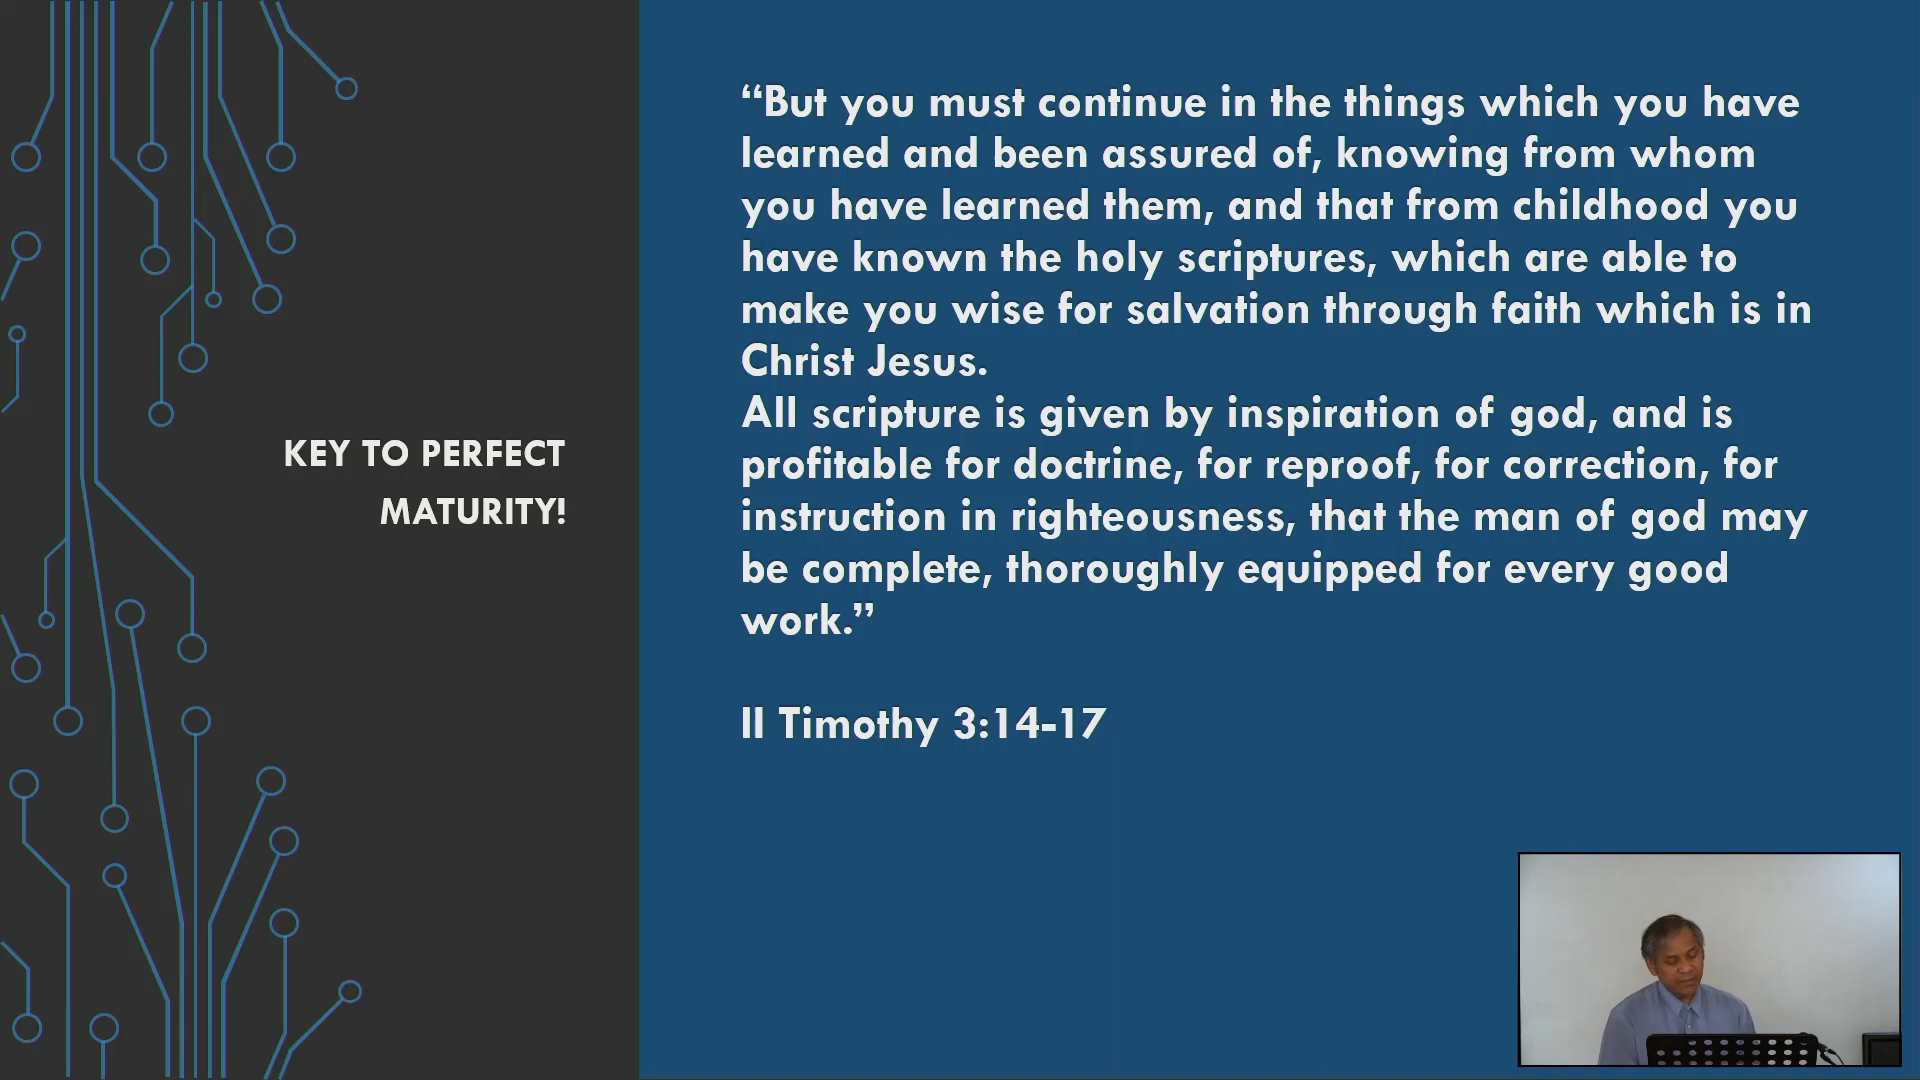 KEY TO PERFECT
MATURITY!
“But you must continue in the things which you have
learned and been assured of, knowing from whom
you have learned them, and that from childhood you
have known the holy scriptures, which are able to
make you wise for salvation through faith which is in
Christ Jesus.
All scripture is given by inspiration of god, and is
profitable for doctrine, for reproof, for correction, for
instruction in righteousness, that the man of god may
be complete, thoroughly equipped for every good
work.”
II Timothy 3:14-17